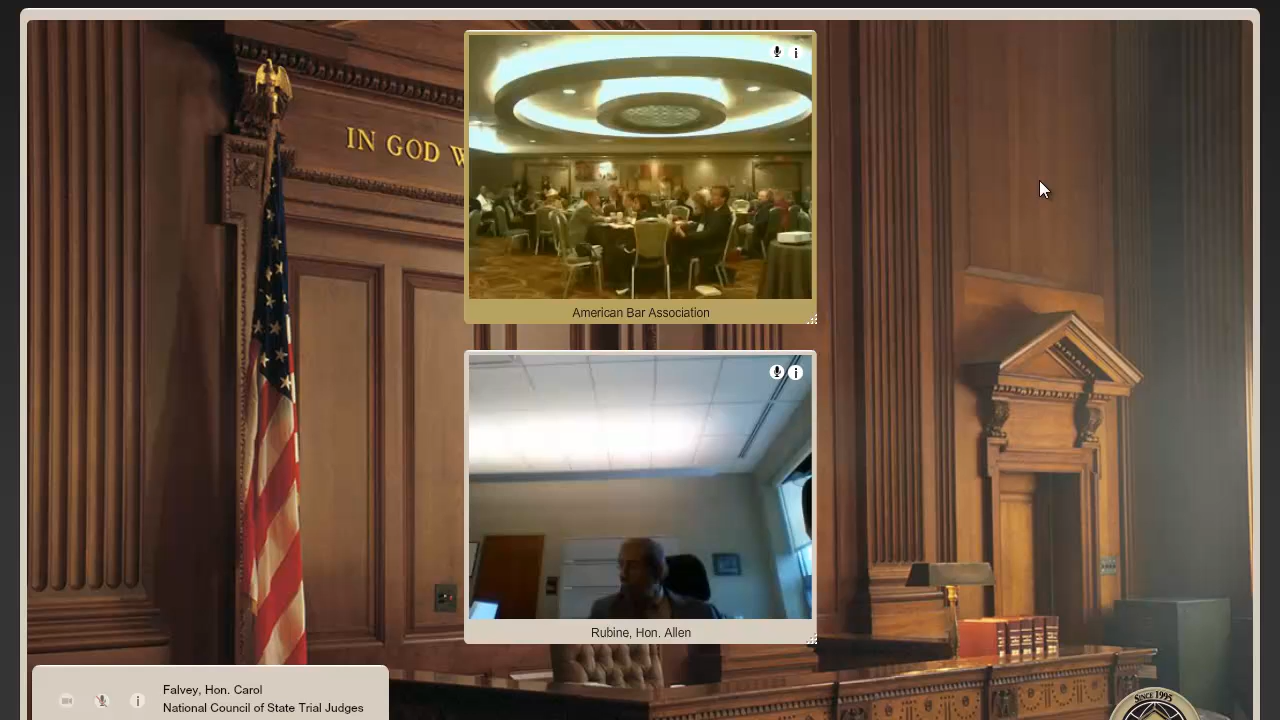 IN GOD W
American Bar Association
Rubine, Hon. Allen
Falvey, Hon. Carol
National Council of State Trial Judges
SINCE 1995